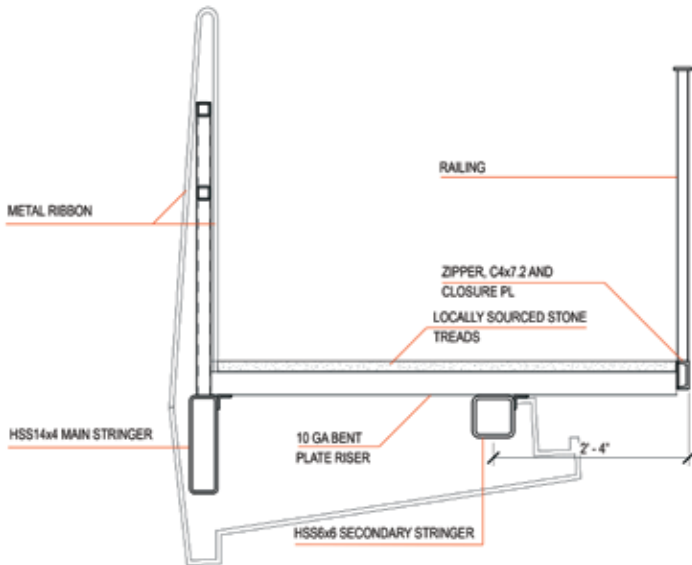 RAILING
METAL RIBBON
ZIPPER, C4x7.2 AND
CLOSURE PL
LOCALLY SOURCED STONE
TREADS
HSS14x4 MAIN STRINGER
10 GA BENT
PLATE RISER
2' - 4"
HSS6x6 SECONDARY STRINGER